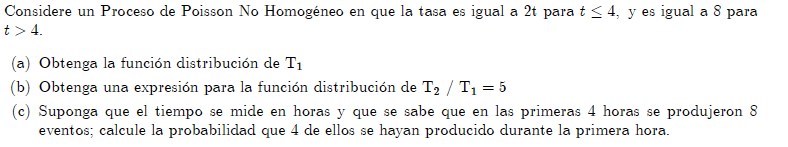 Considere un Proceso de Poisson No Homogéneo en que la tasa es igual a 2t para t ≤ 4, y es igual a 8 para
t > 4.
(a) Obtenga la función distribución de T₁
(b) Obtenga una expresión para la función distribución de T₂ / T₁ = 5
(c) Suponga que el tiempo se mide en horas y que se sabe que en las primeras 4 horas se produjeron 8
eventos; calcule la probabilidad que 4 de ellos se hayan producido durante la primera hora.